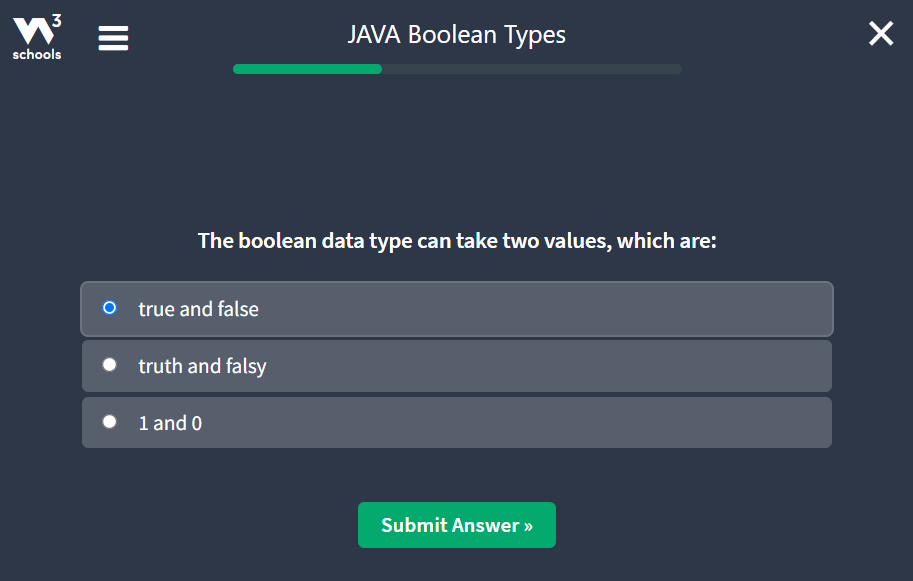 3
schools
JAVA Boolean Types
The boolean data type can take two values, which are:
true and false
truth and falsy
1 and 0
Submit Answer »